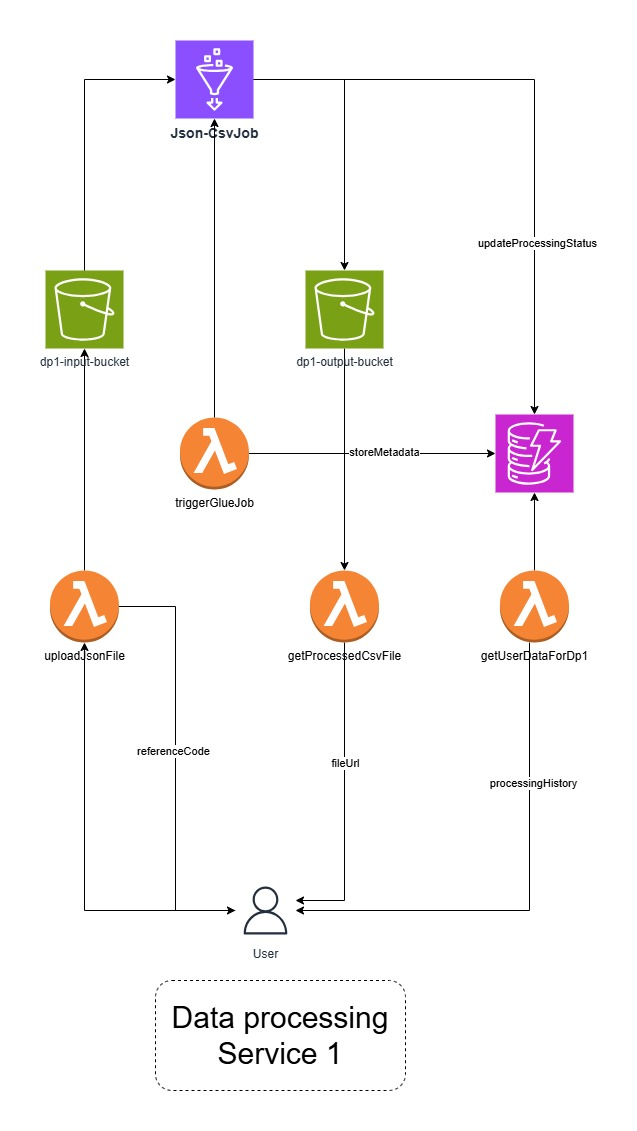 Json-CsvJob
updateProcessingStatus
dp1-input-bucket
dp1-output-bucket
storeMetadata
triggerGlueJob
uploadJsonFile
getProcessedCsvFile
getUserDataForDp1
referenceCode
fileUrl
processingHistory
User
Data processing
Service 1